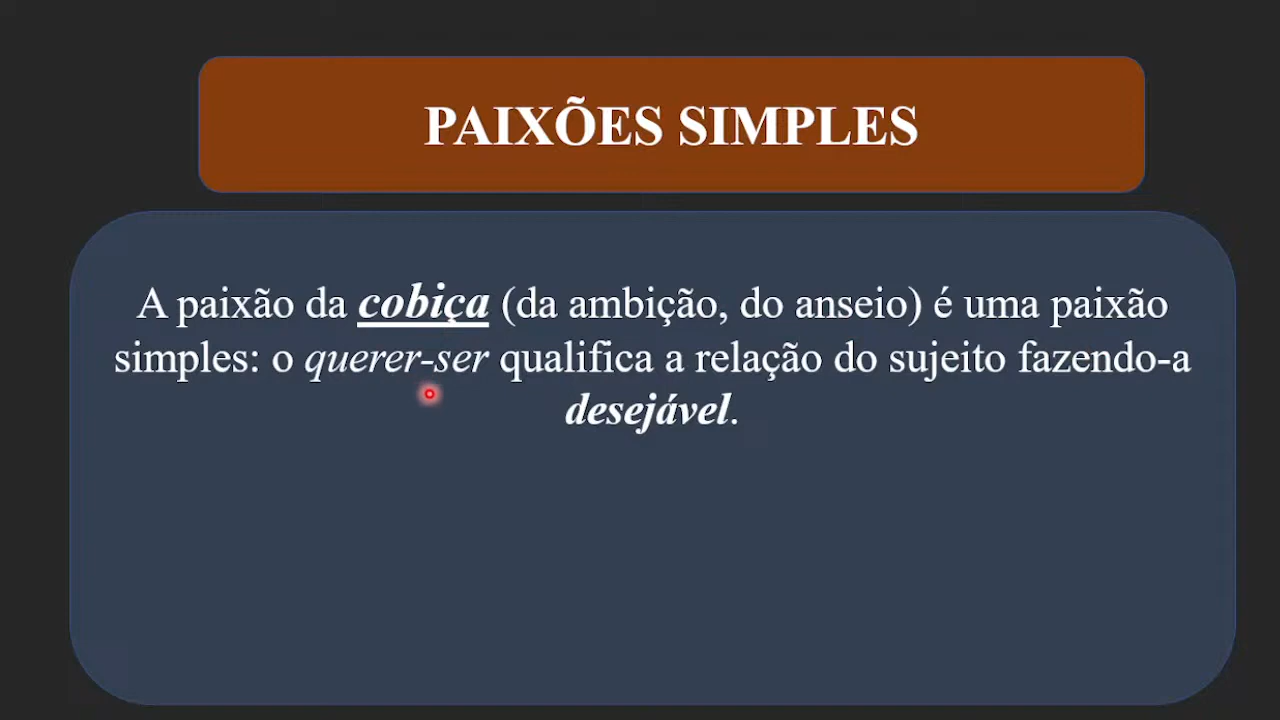 PAIXÕES SIMPLES
A paixão da cobiça (da ambição, do anseio) é uma paixão
simples: o querer-ser qualifica a relação do sujeito fazendo-a
desejável.